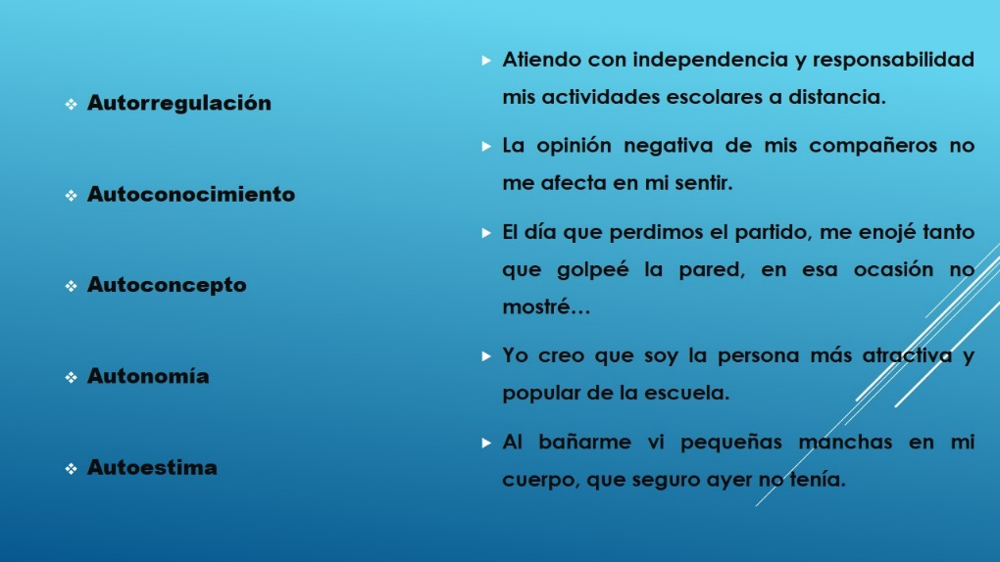 Autorregulación
Autoconocimiento
Autoconcepto
Autonomía
Autoestima
Atiendo con independencia y responsabilidad
mis actividades escolares a distancia.
La opinión negativa de mis compañeros no
me afecta en mi sentir.
El día que perdimos el partido, me enojé tanto
que golpeé la pared, en esa ocasión no
mostré…
Yo creo que soy la persona más atractiva y
popular de la escuela.
Al bañarme vi pequeñas manchas en mi
cuerpo, que seguro ayer no tenía.